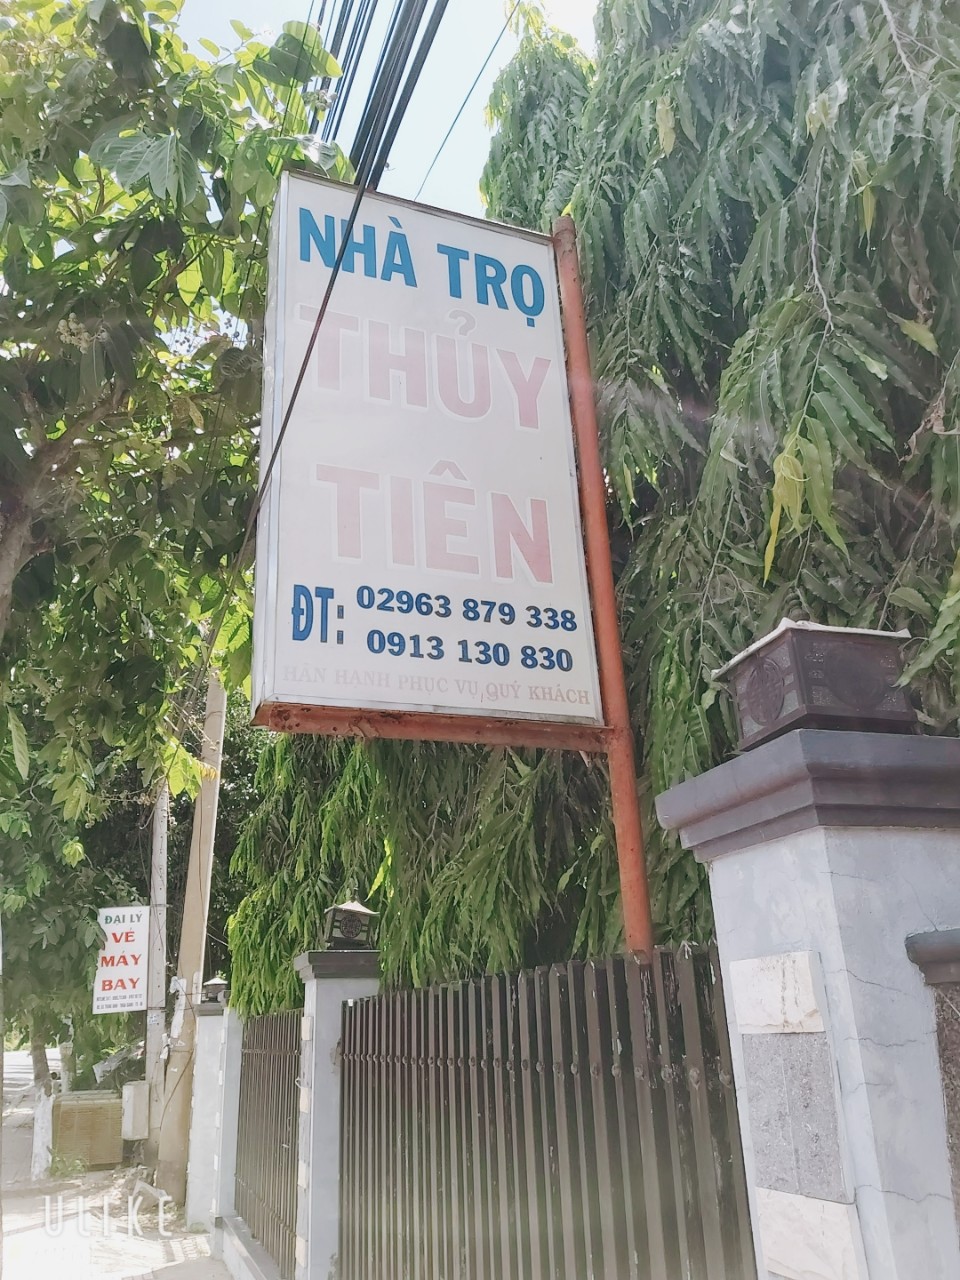 NHÀ TRỌ
THỦY
TIÊN
ĐT: 02963 879 338
0913 130 830
HÂN HẠNH PHỤC VỤ QUÝ KHÁCH
ĐẠI LÝ
VÉ
MÁY
BAY
ULIKE